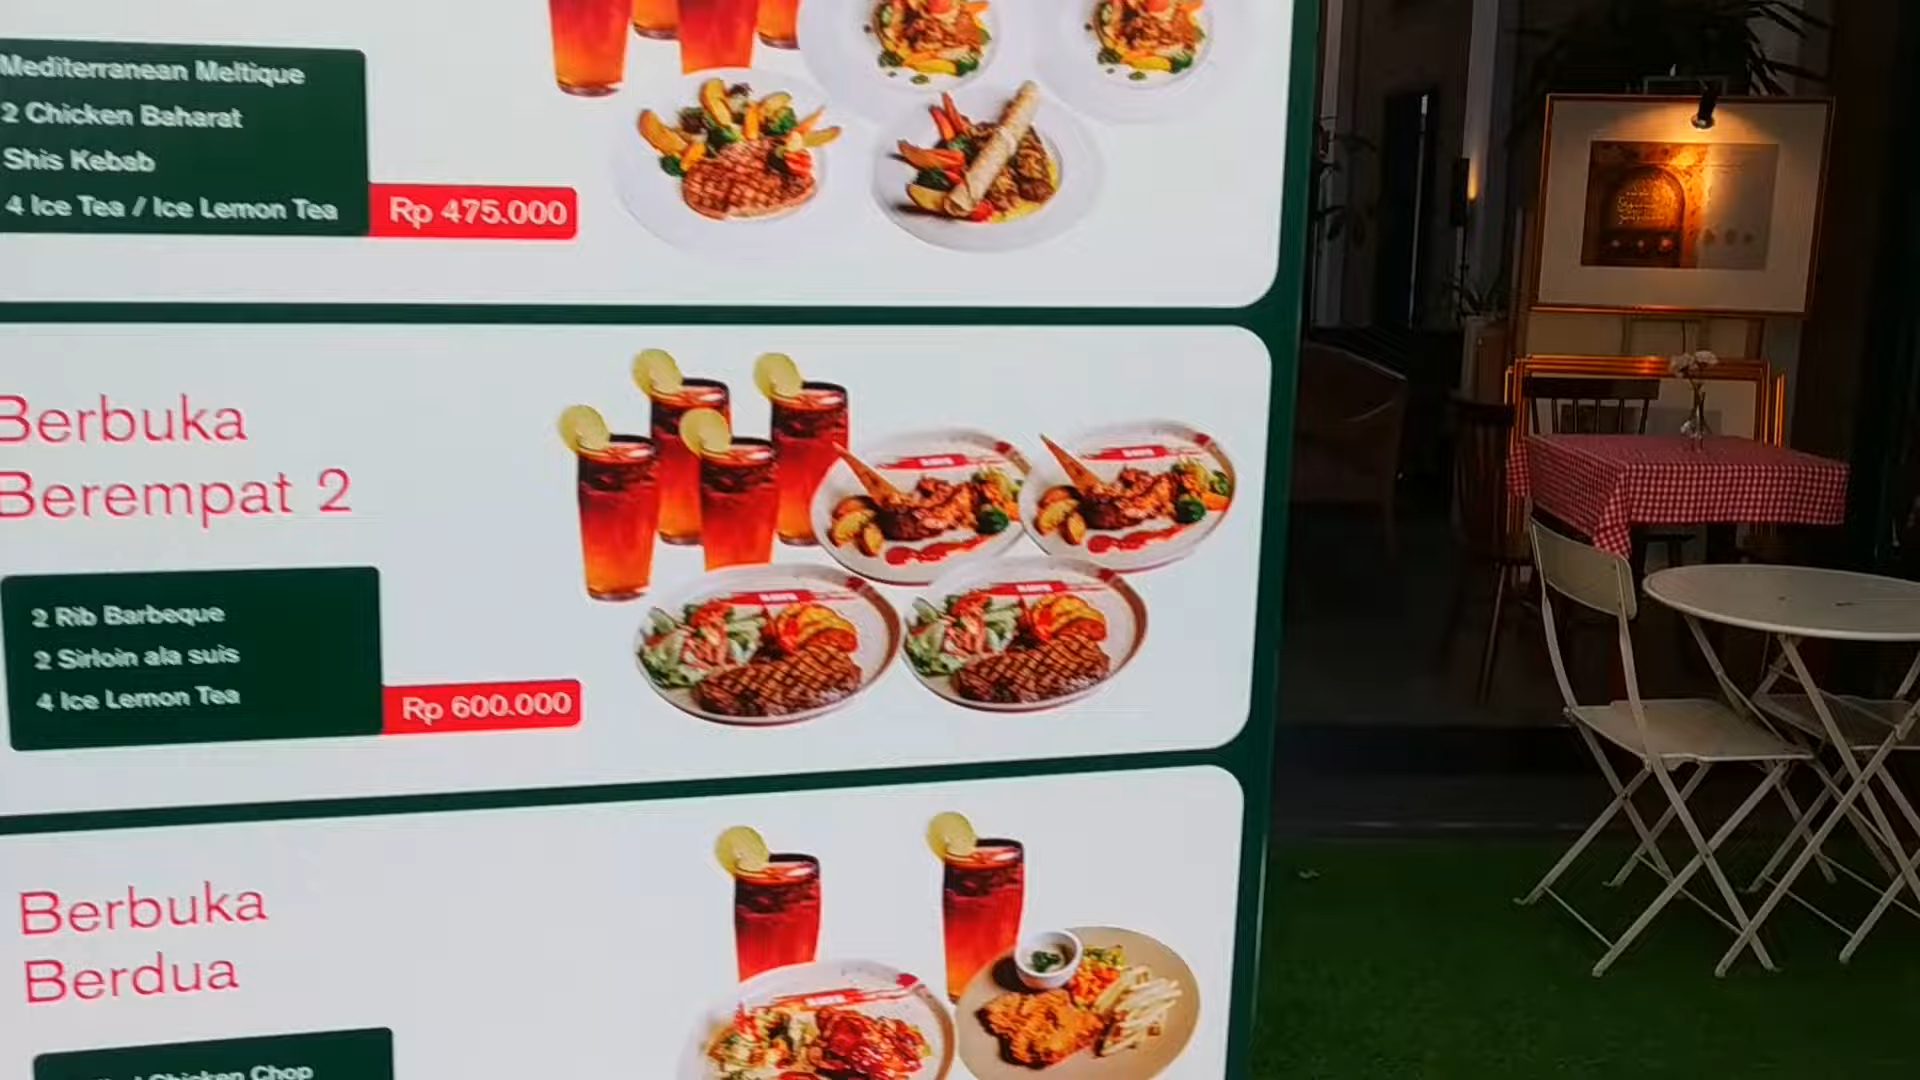 Mediterranean Meltique
2 Chicken Baharat
Shis Kebab
4 Ice Tea / Ice Lemon Tea
Rp 475.000
Berbuka
Berempat 2
2 Rib Barbeque
2 Sirloin ala suis
4 Ice Lemon Tea
Rp 600.000
Berbuka
Berdua
Chicken Chop